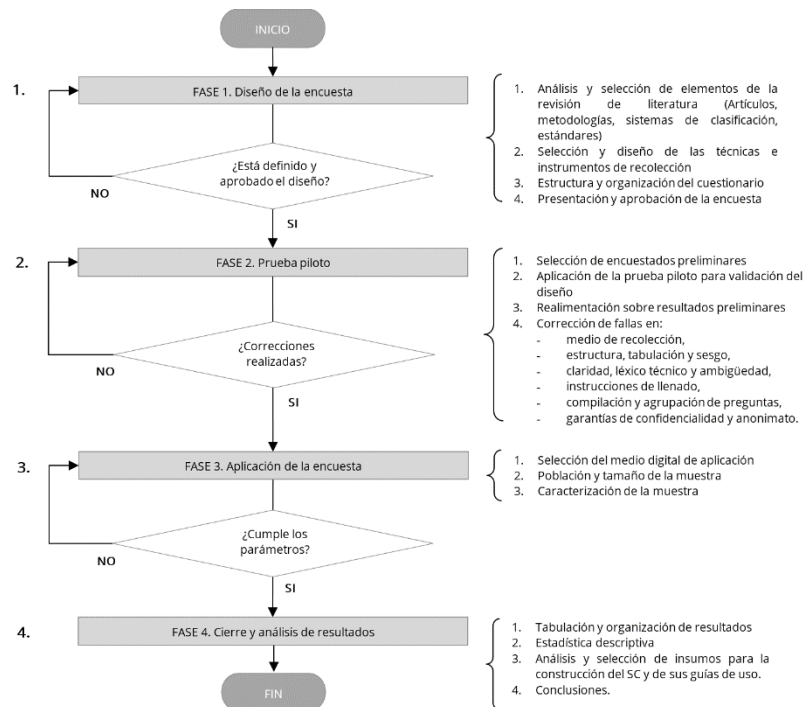 INICIO
1.
FASE 1. Diseño de la encuesta
¿Está definido y
aprobado el diseño?
NO
SI
1. Análisis y selección de elementos de la
revisión de literatura (Artículos,
metodologías, sistemas de clasificación,
estándares)
2. Selección y diseño de las técnicas e
instrumentos de recolección
3. Estructura y organización del cuestionario
4. Presentación y aprobación de la encuesta
2.
FASE 2. Prueba piloto
¿Correcciones
realizadas?
NO
SI
1. Selección de encuestados preliminares
2. Aplicación de la prueba piloto para validación del
diseño
3. Realimentación sobre resultados preliminares
4. Corrección de fallas en:
- medio de recolección,
- estructura, tabulación y sesgo,
- claridad, léxico técnico y ambigüedad,
- instrucciones de llenado,
- compilación y agrupación de preguntas,
- garantías de confidencialidad y anonimato.
3.
FASE 3. Aplicación de la encuesta
¿Cumple los
parámetros?
NO
SI
1. Selección del medio digital de aplicación
2. Población y tamaño de la muestra
3. Caracterización de la muestra
4.
FASE 4. Cierre y análisis de resultados
FIN
1. Tabulación y organización de resultados
2. Estadística descriptiva
3. Análisis y selección de insumos para la
construcción del SC y de sus guías de uso.
4. Conclusiones.